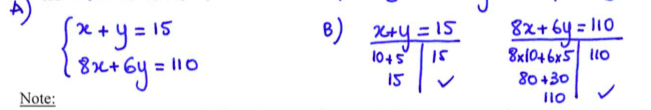 A)
x + y = 15
8x + 6y = 110
B)
x+y = 15
10+5 | 15
15 ✓
8x + 6y = 110
8x10+6x5 | 110
80+30
110 ✓
Note: